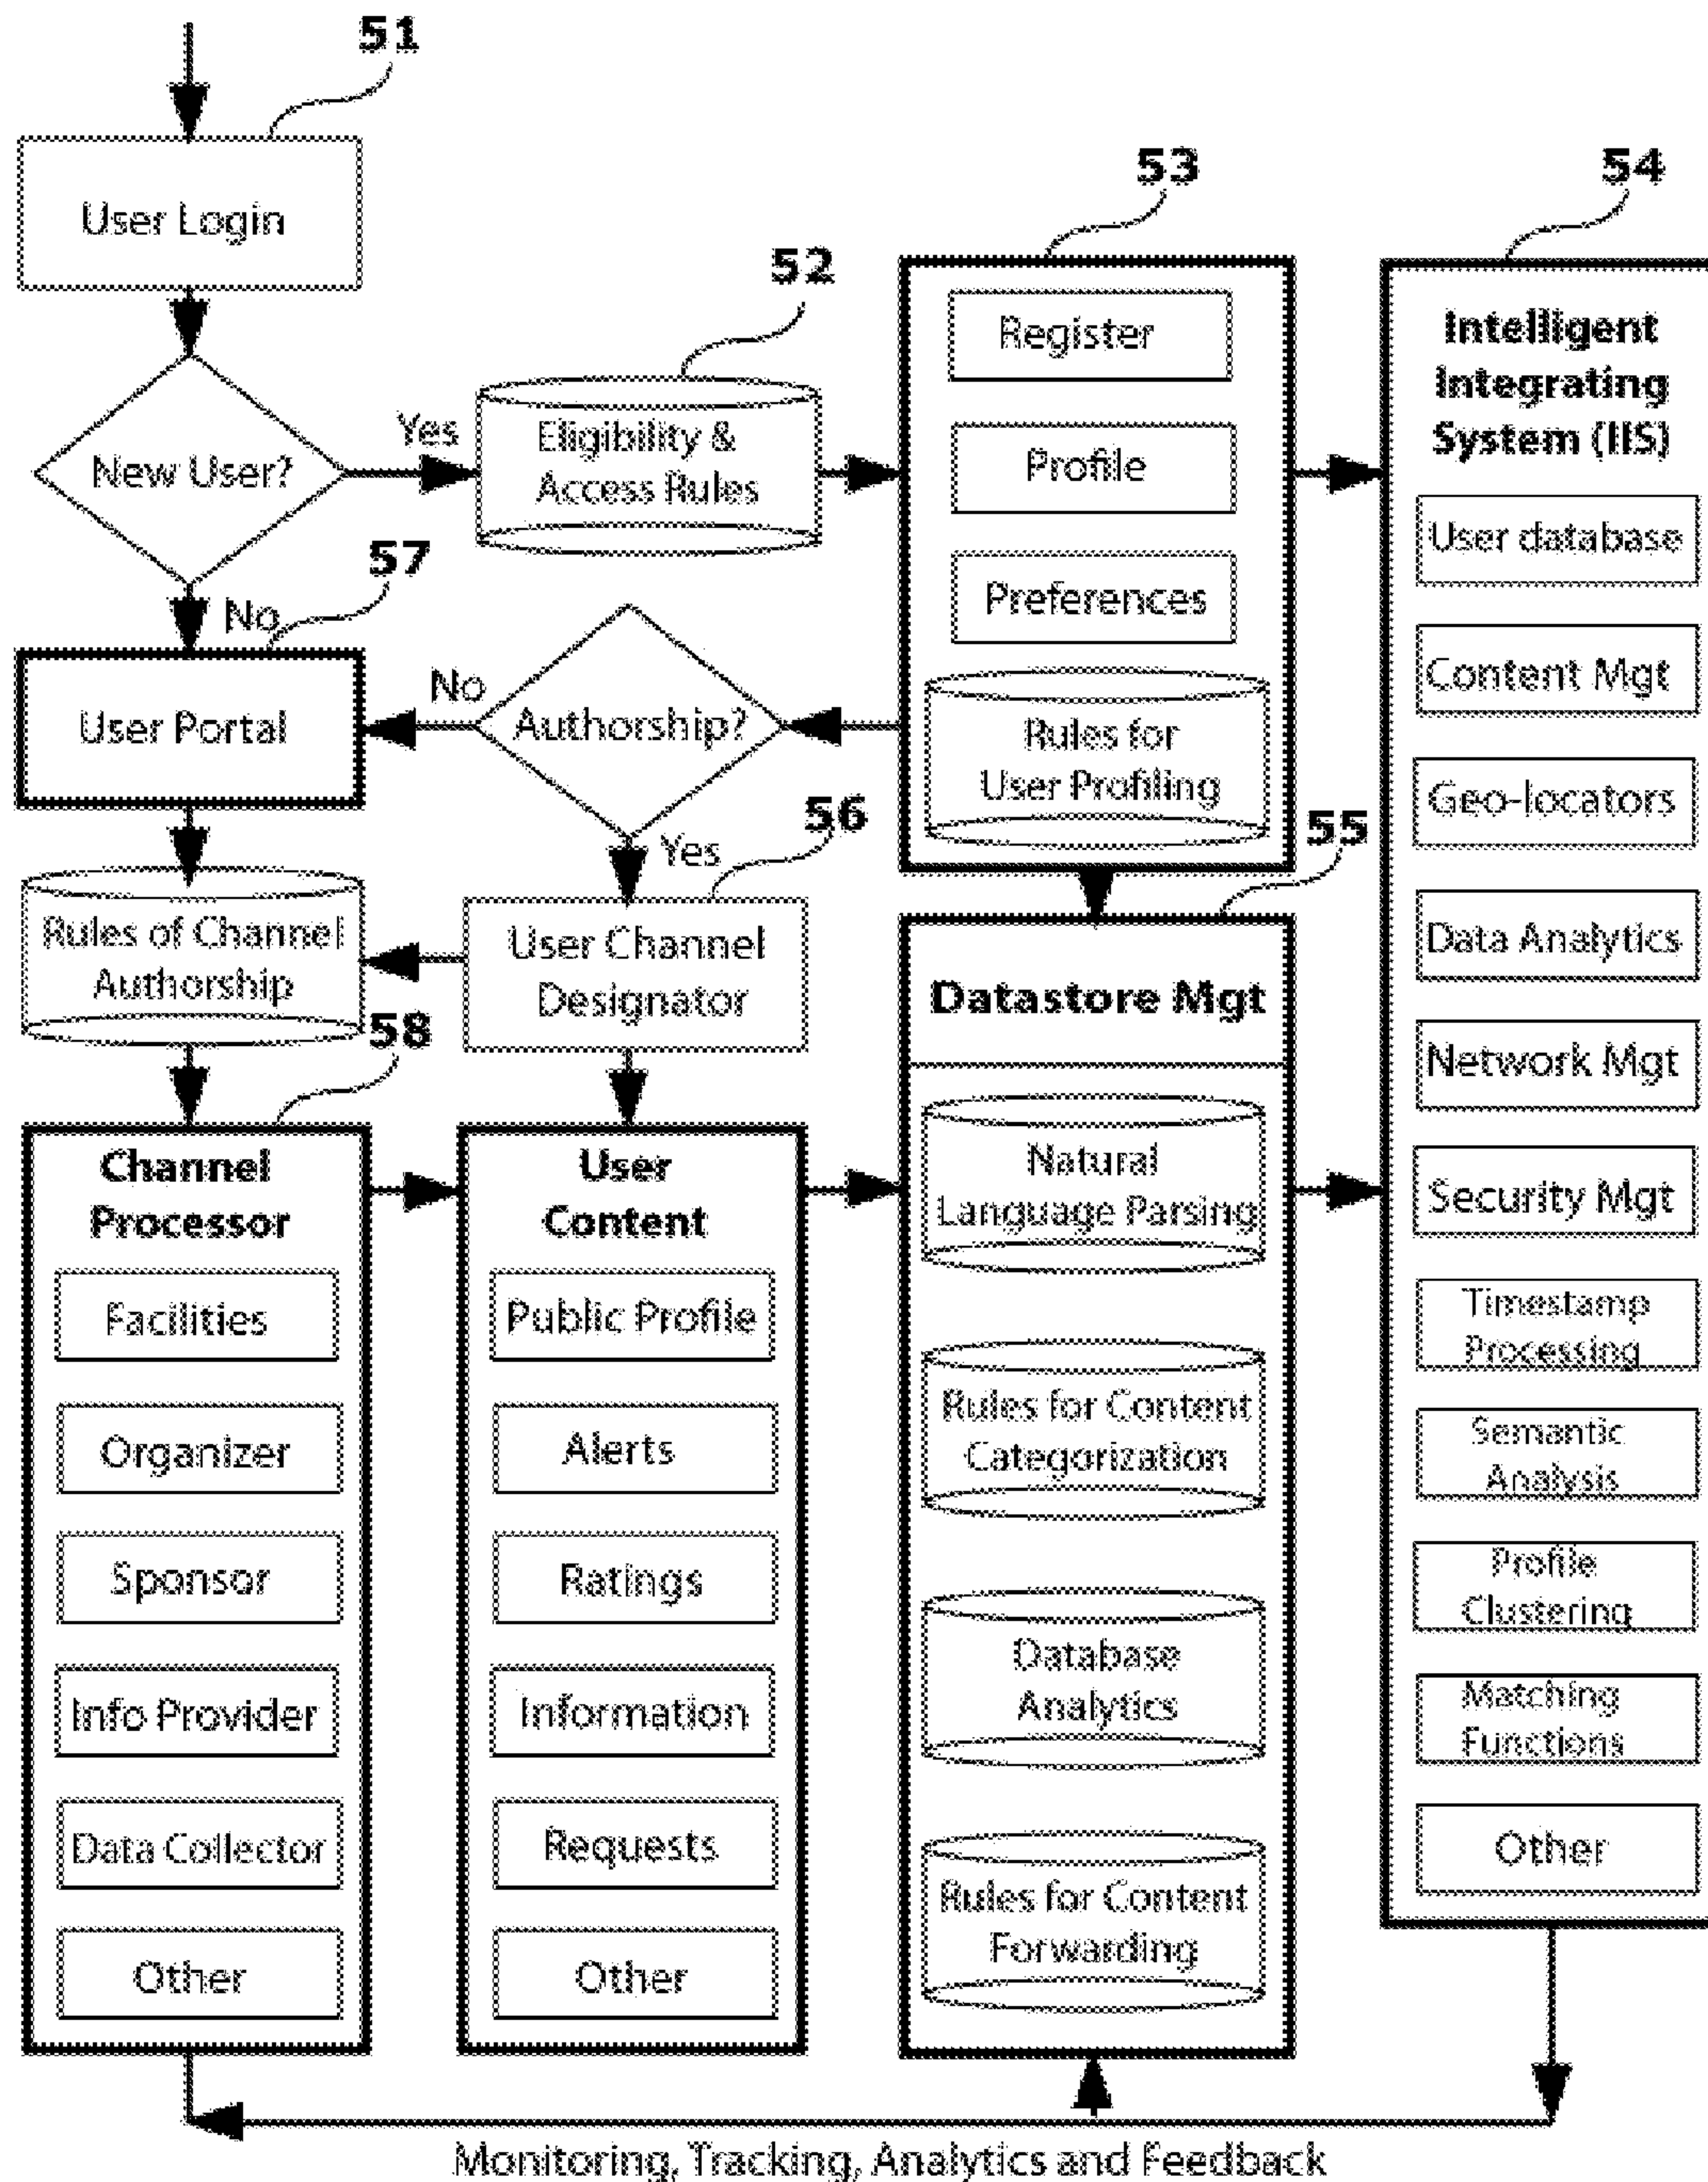 51
User Login
New User?
Yes
No
52
Eligibility &
Access Rules
53
Register
Profile
Preferences
Rules for
User Profiling
54
Intelligent
Integrating
System (IIS)
User database
Content Mgt
Geo-locators
Data Analytics
Network Mgt
Security Mgt
Timestamp
Processing
Semantic
Analysis
Profile
Clustering
Matching
Functions
Other
57
User Portal
No
Authorship?
Yes
56
User Channel
Designator
Rules of Channel
Authorship
58
Channel
Processor
Facilities
Organizer
Sponsor
Info Provider
Data Collector
Other
User
Content
Public Profile
Alerts
Ratings
Information
Requests
Other
55
Datastore Mgt
Natural
Language Parsing
Rules for Content
Categorization
Database
Analytics
Rules for Content
Forwarding
Monitoring, Tracking, Analytics and Feedback